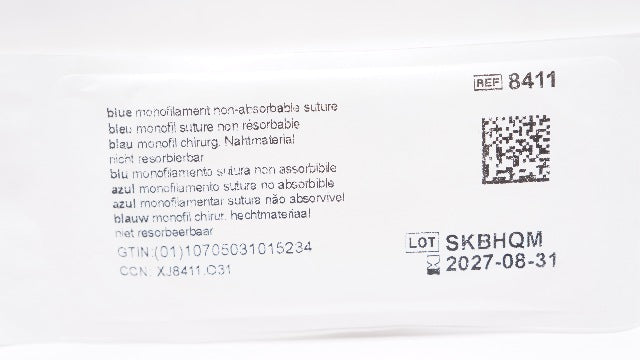 REF 8411
blue monofilament non-absorbable suture
bleu monofil suture non résorbable
blau monofil chirurg. Nahtmaterial
nicht resorbierbar
blu monofilamento sutura non assorbibile
azul monofilamento sutura no absorbible
azul monofilamentar sutura não absorvível
blauw monofil chirur. hechtmateriaal
niet resorbeerbaar
GTIN:(01)10705031015234
CCN: XJ8411.O31
LOT SKBHQM
2027-08-31